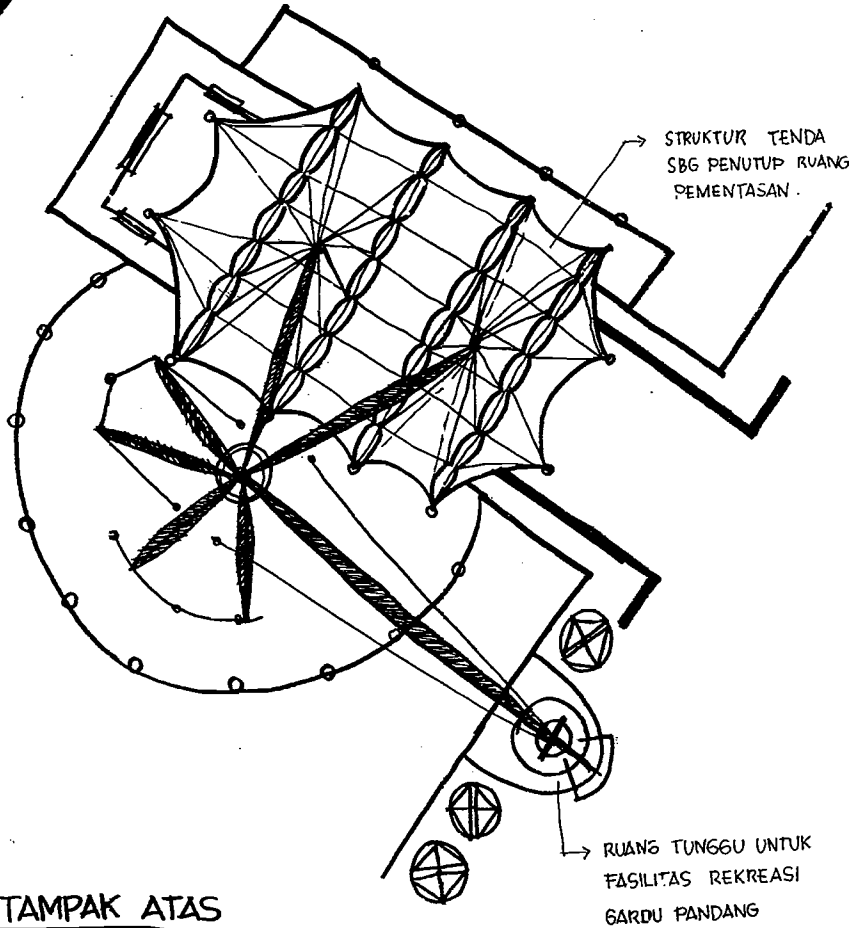 STRUKTUR TENDA
SBG PENUTUP RUANG
PEMENTASAN.
RUANG TUNGGU UNTUK
FASILITAS REKREASI
GARDU PANDANG
TAMPAK ATAS